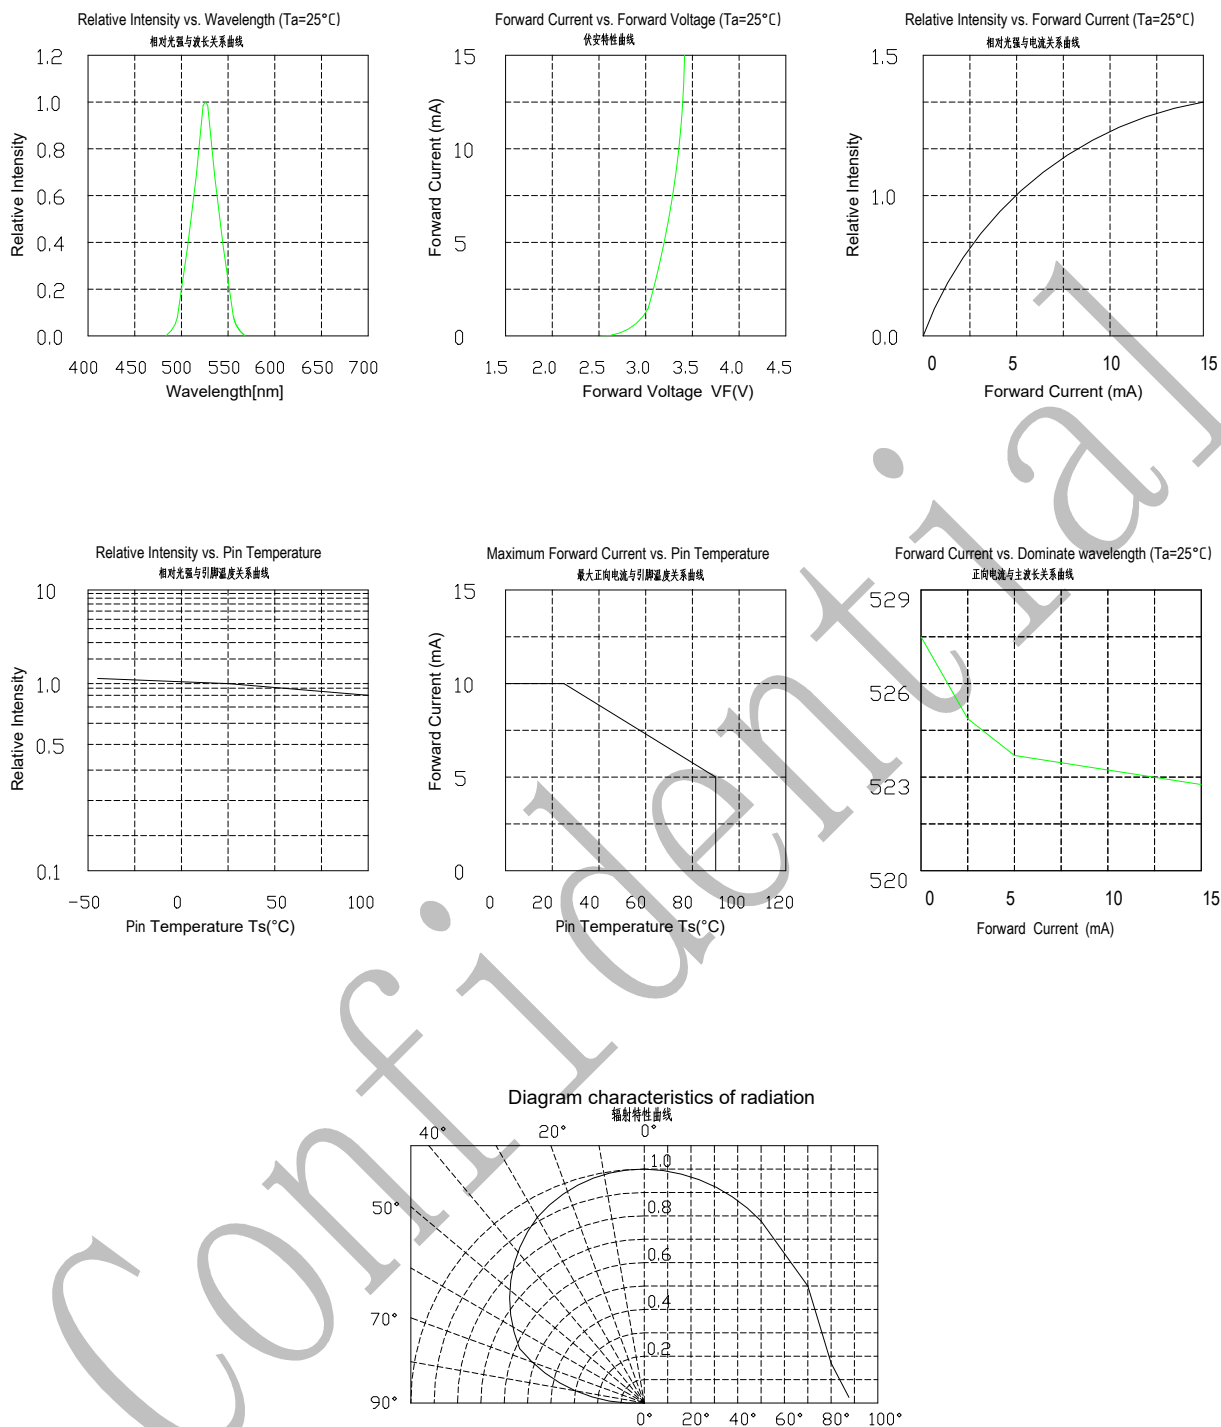 Relative Intensity vs. Wavelength (Ta=25°C)
相对光强与波长关系曲线
1.2
1.0
0.8
0.6
0.4
0.2
0.0
Relative Intensity
400 450 500 550 600 650 700
Wavelength[nm]
Forward Current vs. Forward Voltage (Ta=25°C)
伏安特性曲线
15
10
5
0
Forward Current (mA)
1.5 2.0 2.5 3.0 3.5 4.0 4.5
Forward Voltage VF(V)
Relative Intensity vs. Forward Current (Ta=25°C)
相对光强与电流关系曲线
1.5
1.0
0.0
Relative Intensity
0 5 10 15
Forward Current (mA)
Relative Intensity vs. Pin Temperature
相对光强与引脚温度关系曲线
10
1.0
0.5
0.1
Relative Intensity
-50 0 50 100
Pin Temperature Ts(°C)
Maximum Forward Current vs. Pin Temperature
最大正向电流与引脚温度关系曲线
15
10
5
0
Forward Current (mA)
0 20 40 60 80 100 120
Pin Temperature Ts(°C)
Forward Current vs. Dominate wavelength (Ta=25°C)
正向电流与主波长关系曲线
529
526
523
520
0 5 10 15
Forward Current (mA)
Diagram characteristics of radiation
辐射特性曲线
40° 20° 0°
50°
70°
90°
1.0
0.8
0.6
0.4
0.2
0° 20° 40° 60° 80° 100°
Confidential